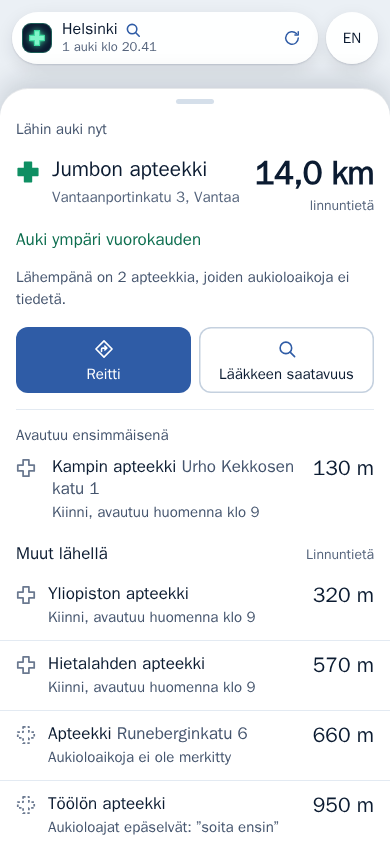 Helsinki
1 auki klo 20.41
EN
Lähin auki nyt
Jumbon apteekki
14,0 km
Vantaanportinkatu 3, Vantaa
linnuntietä
Auki ympäri vuorokauden
Lähempänä on 2 apteekkia, joiden aukioloaikoja ei
tiedetä.
Reitti
Lääkkeen saatavuus
Avautuu ensimmäisenä
Kampin apteekki Urho Kekkosen
katu 1
130 m
Kiinni, avautuu huomenna klo 9
Muut lähellä
Linnuntietä
Yliopiston apteekki
320 m
Kiinni, avautuu huomenna klo 9
Hietalahden apteekki
570 m
Kiinni, avautuu huomenna klo 9
Apteekki Runeberginkatu 6
660 m
Aukioloaikoja ei ole merkitty
Töölön apteekki
950 m
Aukioloajat epäselvät: ”soita ensin”